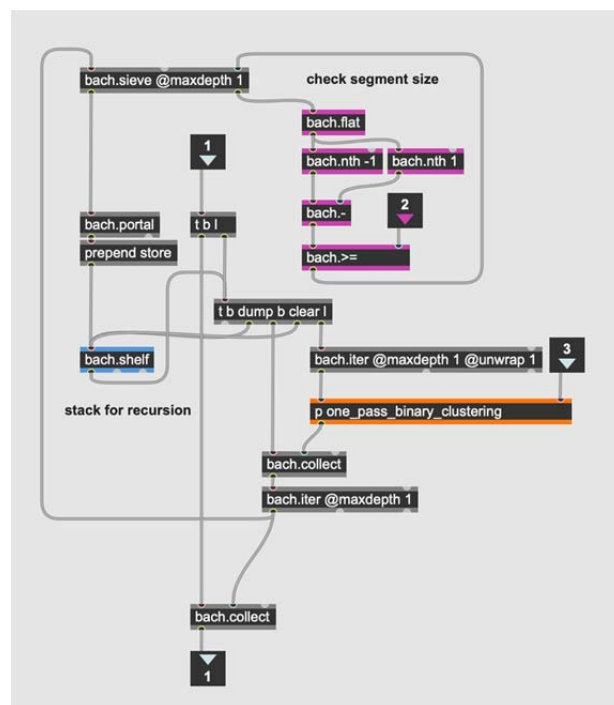 bach.sieve @maxdepth 1
check segment size
bach.flat
1
bach.nth -1
bach.nth 1
2
bach.portal
t b l
bach.-
prepend store
bach.>=
t b dump b clear l
bach.shelf
bach.iter @maxdepth 1 @unwrap 1
3
stack for recursion
p one_pass_binary_clustering
bach.collect
bach.iter @maxdepth 1
bach.collect
1